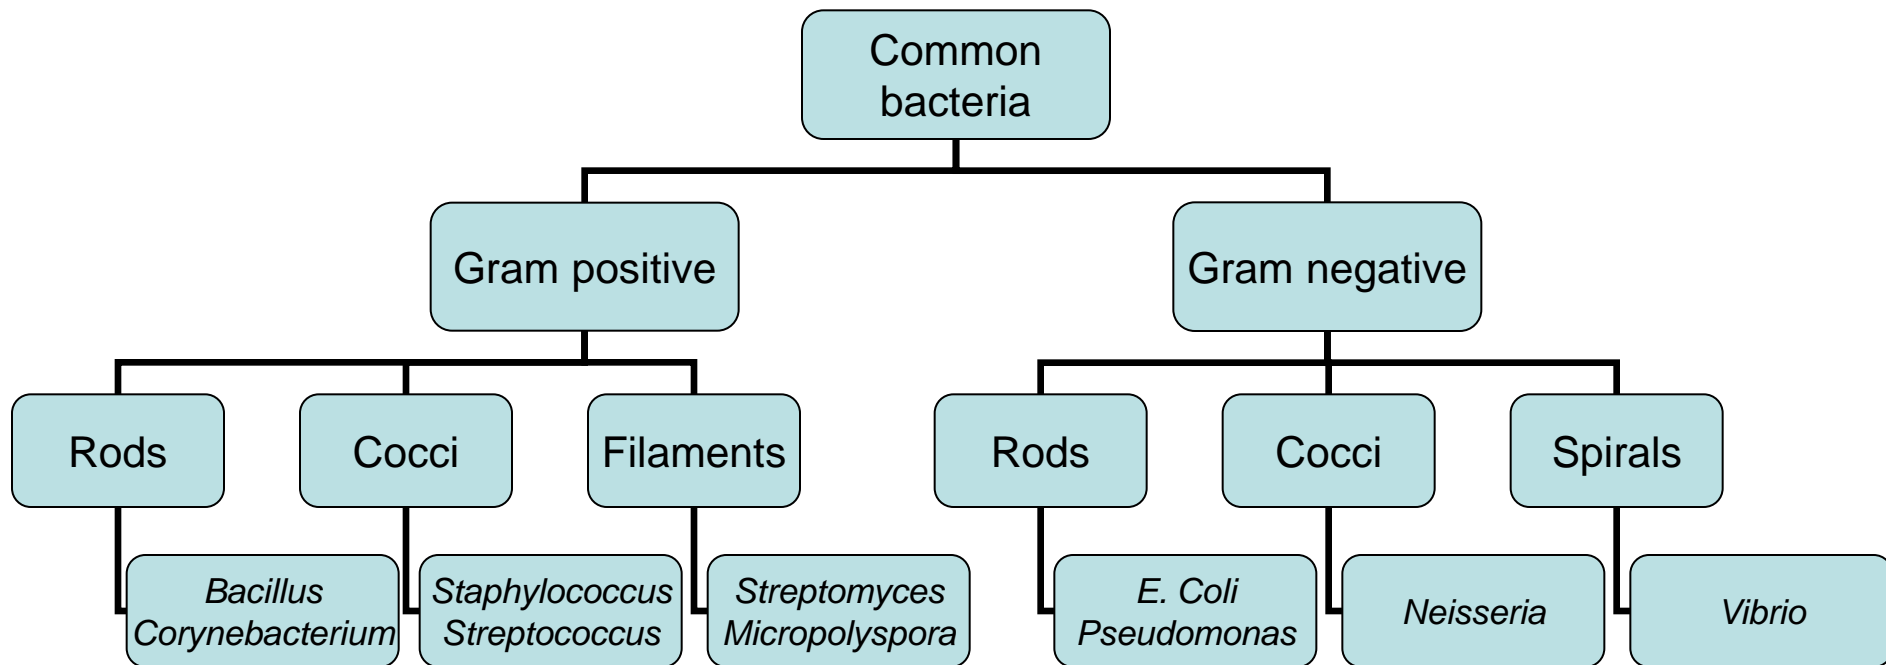 Common
bacteria
Gram positive
Gram negative
Rods
Cocci
Filaments
Rods
Cocci
Spirals
Bacillus
Corynebacterium
Staphylococcus
Streptococcus
Streptomyces
Micropolyspora
E. Coli
Pseudomonas
Neisseria
Vibrio